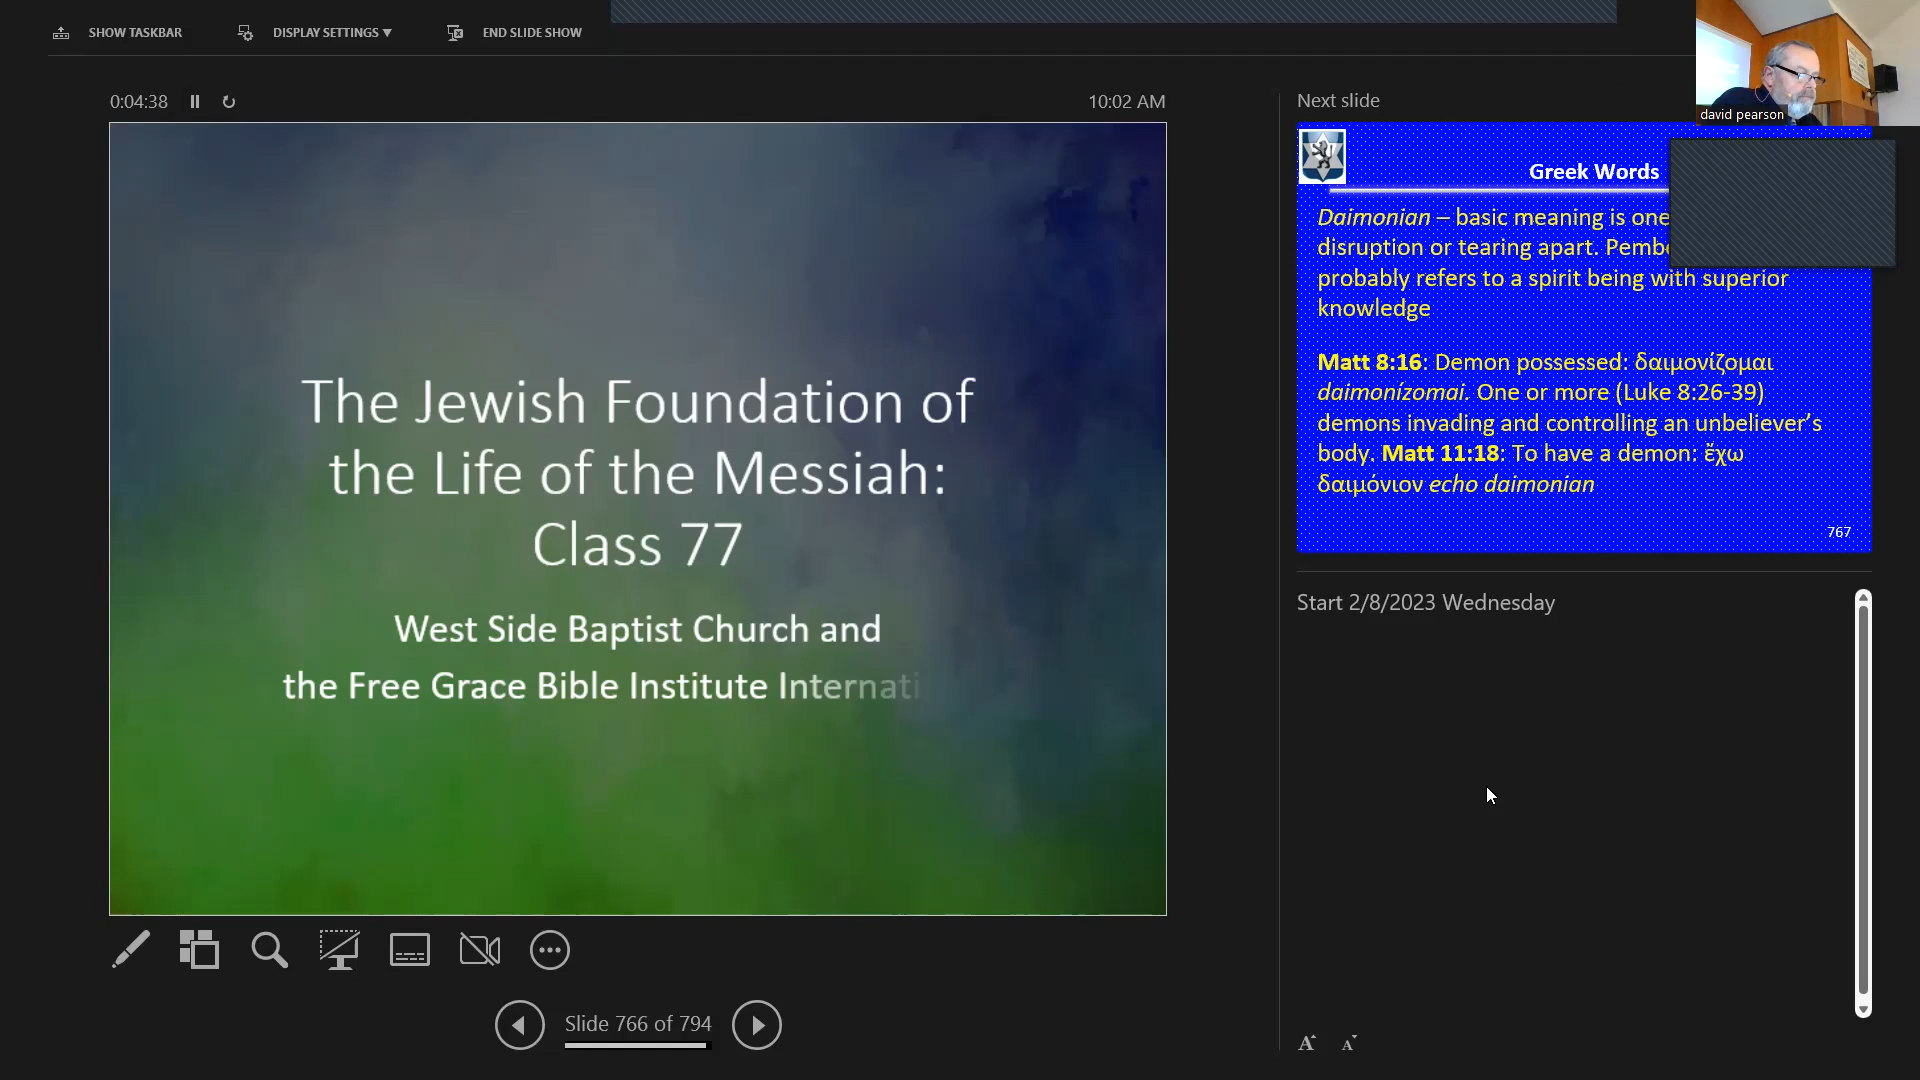 SHOW TASKBAR
DISPLAY SETTINGS ▼
END SLIDE SHOW
0:04:38
10:02 AM
The Jewish Foundation of
the Life of the Messiah:
Class 77
West Side Baptist Church and
the Free Grace Bible Institute Internati
Slide 766 of 794
Next slide
david pearson
Greek Words
Daimonian – basic meaning is one
disruption or tearing apart.
probably refers to a spirit being with superior
knowledge
Matt 8:16: Demon possessed: δαιμονίζομαι
daimonízomai. One or more (Luke 8:26-39)
demons invading and controlling an unbeliever’s
body. Matt 11:18: To have a demon: ἔχω
δαιμόνιον echo daimonian
767
Start 2/8/2023 Wednesday
A A